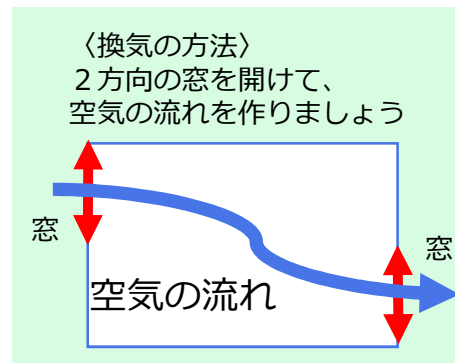 〈換気の方法〉
２方向の窓を開けて、
空気の流れを作りましょう
窓
窓
空気の流れ